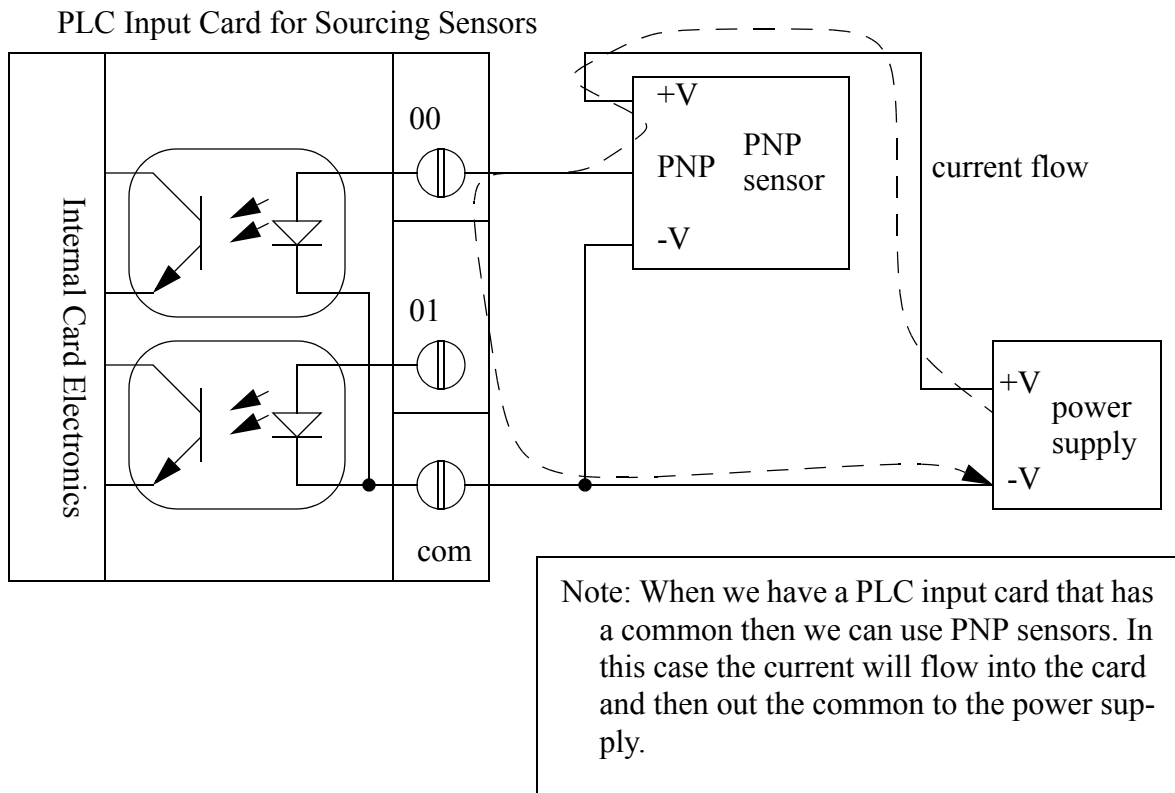 PLC Input Card for Sourcing Sensors
00
+V
PNP
PNP
sensor
-V
current flow
Internal Card Electronics
01
+V
power
supply
-V
com
Note: When we have a PLC input card that has
a common then we can use PNP sensors. In
this case the current will flow into the card
and then out the common to the power sup-
ply.